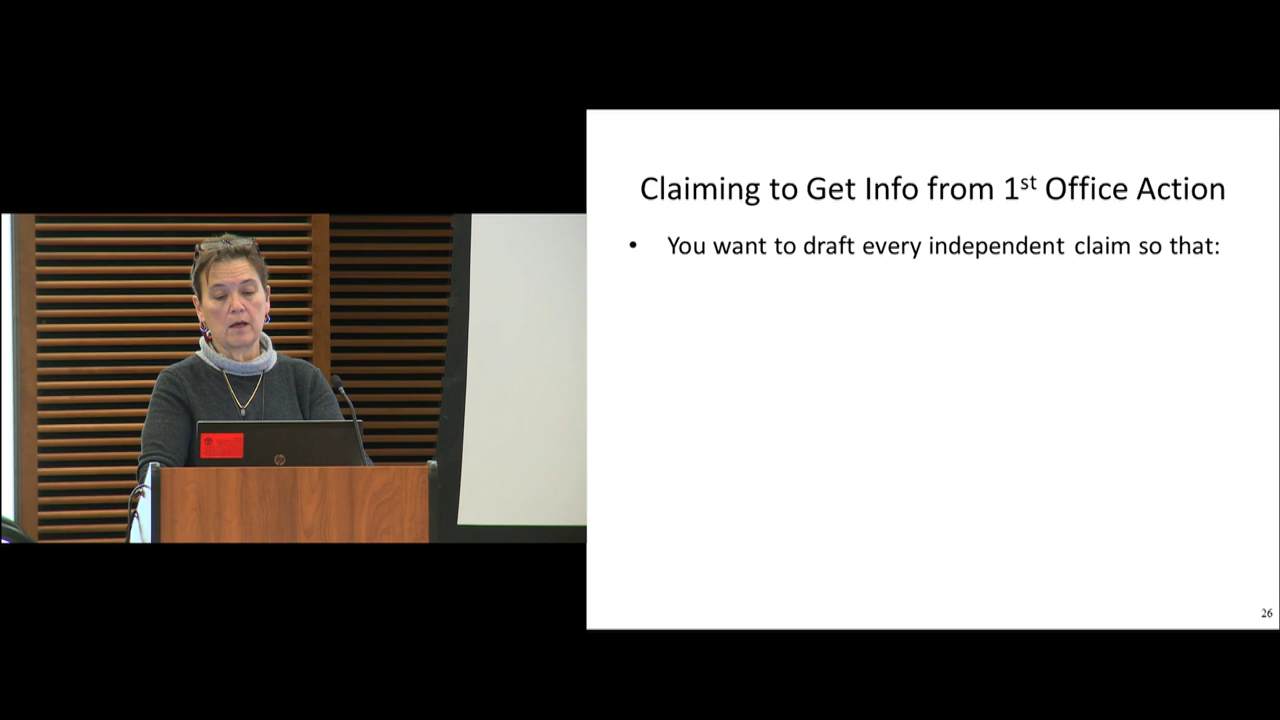 Claiming to Get Info from 1st Office Action
• You want to draft every independent claim so that:
26